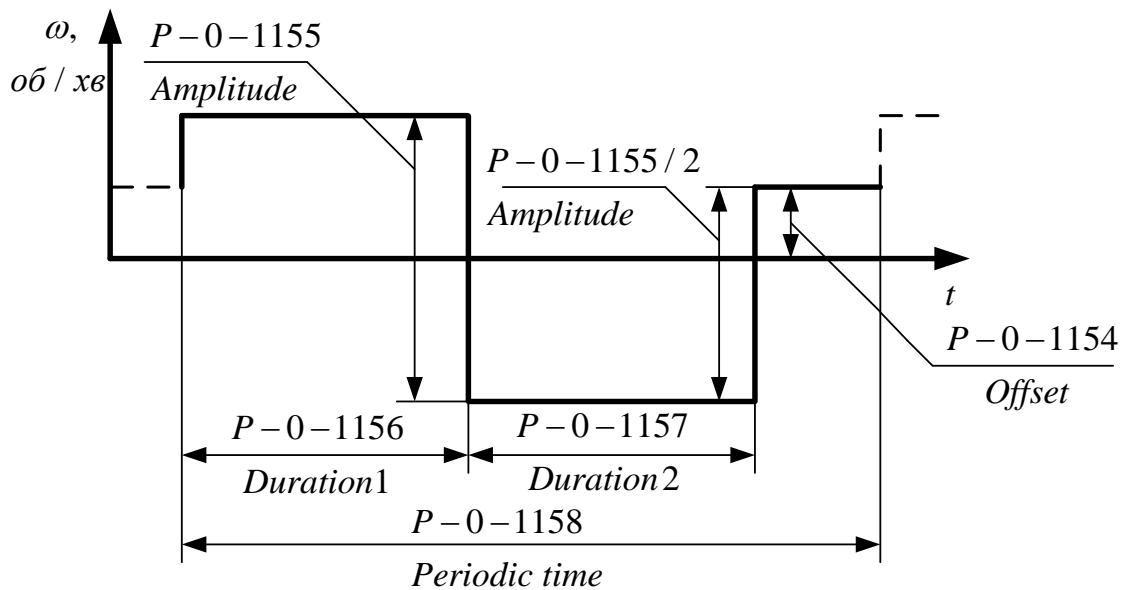 ω,
об / хв
P – 0 – 1155
Amplitude
P – 0 – 1155 / 2
Amplitude
t
P – 0 – 1154
Offset
P – 0 – 1156
Duration1
P – 0 – 1157
Duration2
P – 0 – 1158
Periodic time